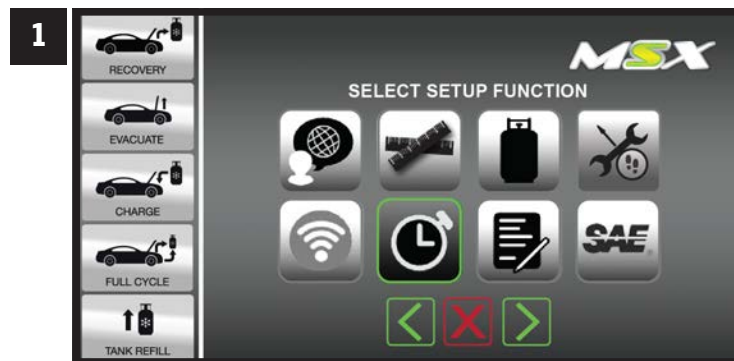 1
RECOVERY
EVACUATE
CHARGE
FULL CYCLE
TANK REFILL
MSX
SELECT SETUP FUNCTION
SAE